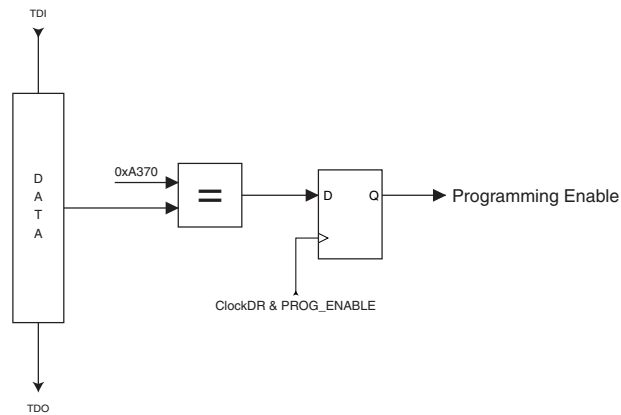 TDI
D
A
T
A
0xA370
=
D
Q
Programming Enable
ClockDR & PROG_ENABLE
TDO